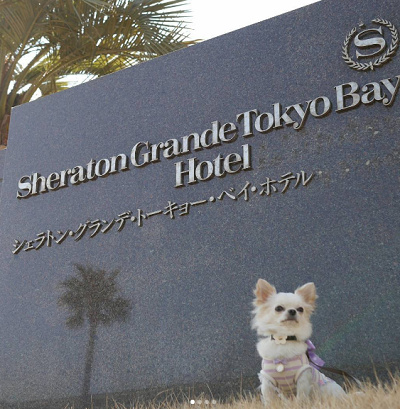 S
Sheraton Grande Tokyo Bay
Hotel
シェラトン・グランデ・トーキョー・ベイ・ホテル